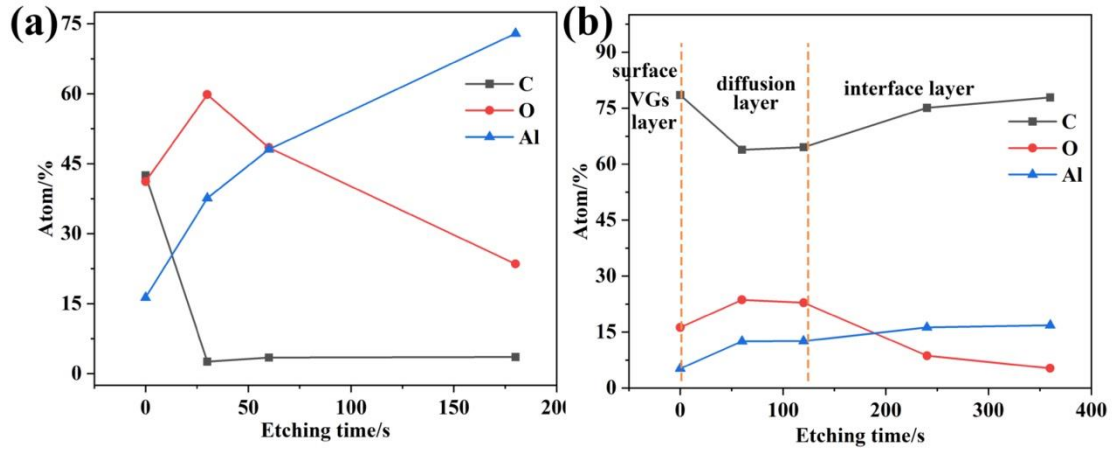 (a)
75
60
45
30
15
0
Atom/%
C
O
Al
0
50
100
150
200
Etching time/s
(b)
90
75
60
45
30
15
0
Atom/%
surface
VGs
layer
diffusion
layer
interface layer
C
O
Al
0
100
200
300
400
Etching time/s